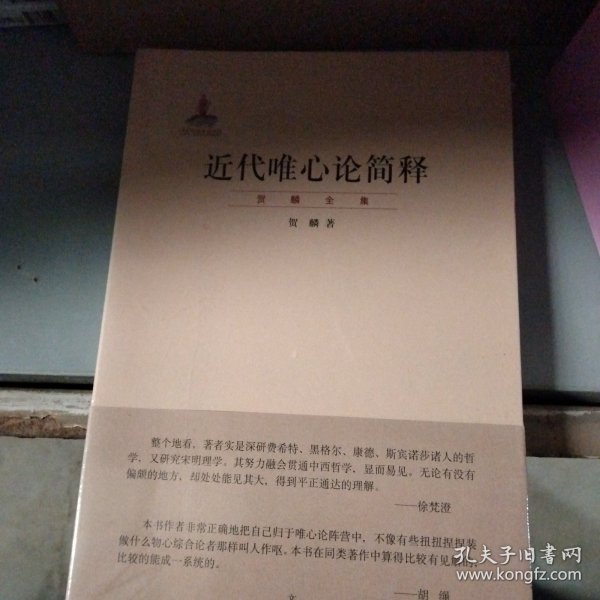 近代唯心论简释
贺麟全集
贺 麟 著
整个地看，著者实是深研费希特、黑格尔、康德、斯宾诺莎诸人的哲
学，又研究宋明理学。其努力融会贯通中西哲学，显而易见。无论有没有
偏颇的地方，却处处能见其大，得到平正通达的理解。
——徐梵澄
本书作者非常正确地把自己归于唯心论阵营中，不像有些扭扭捏捏装
做什么物心综合论者那样叫人作呕。本书在同类著作中算得比较有见解的，
比较的能成一系统的。
——胡 绳
孔夫子旧书网
www.kongfz.com